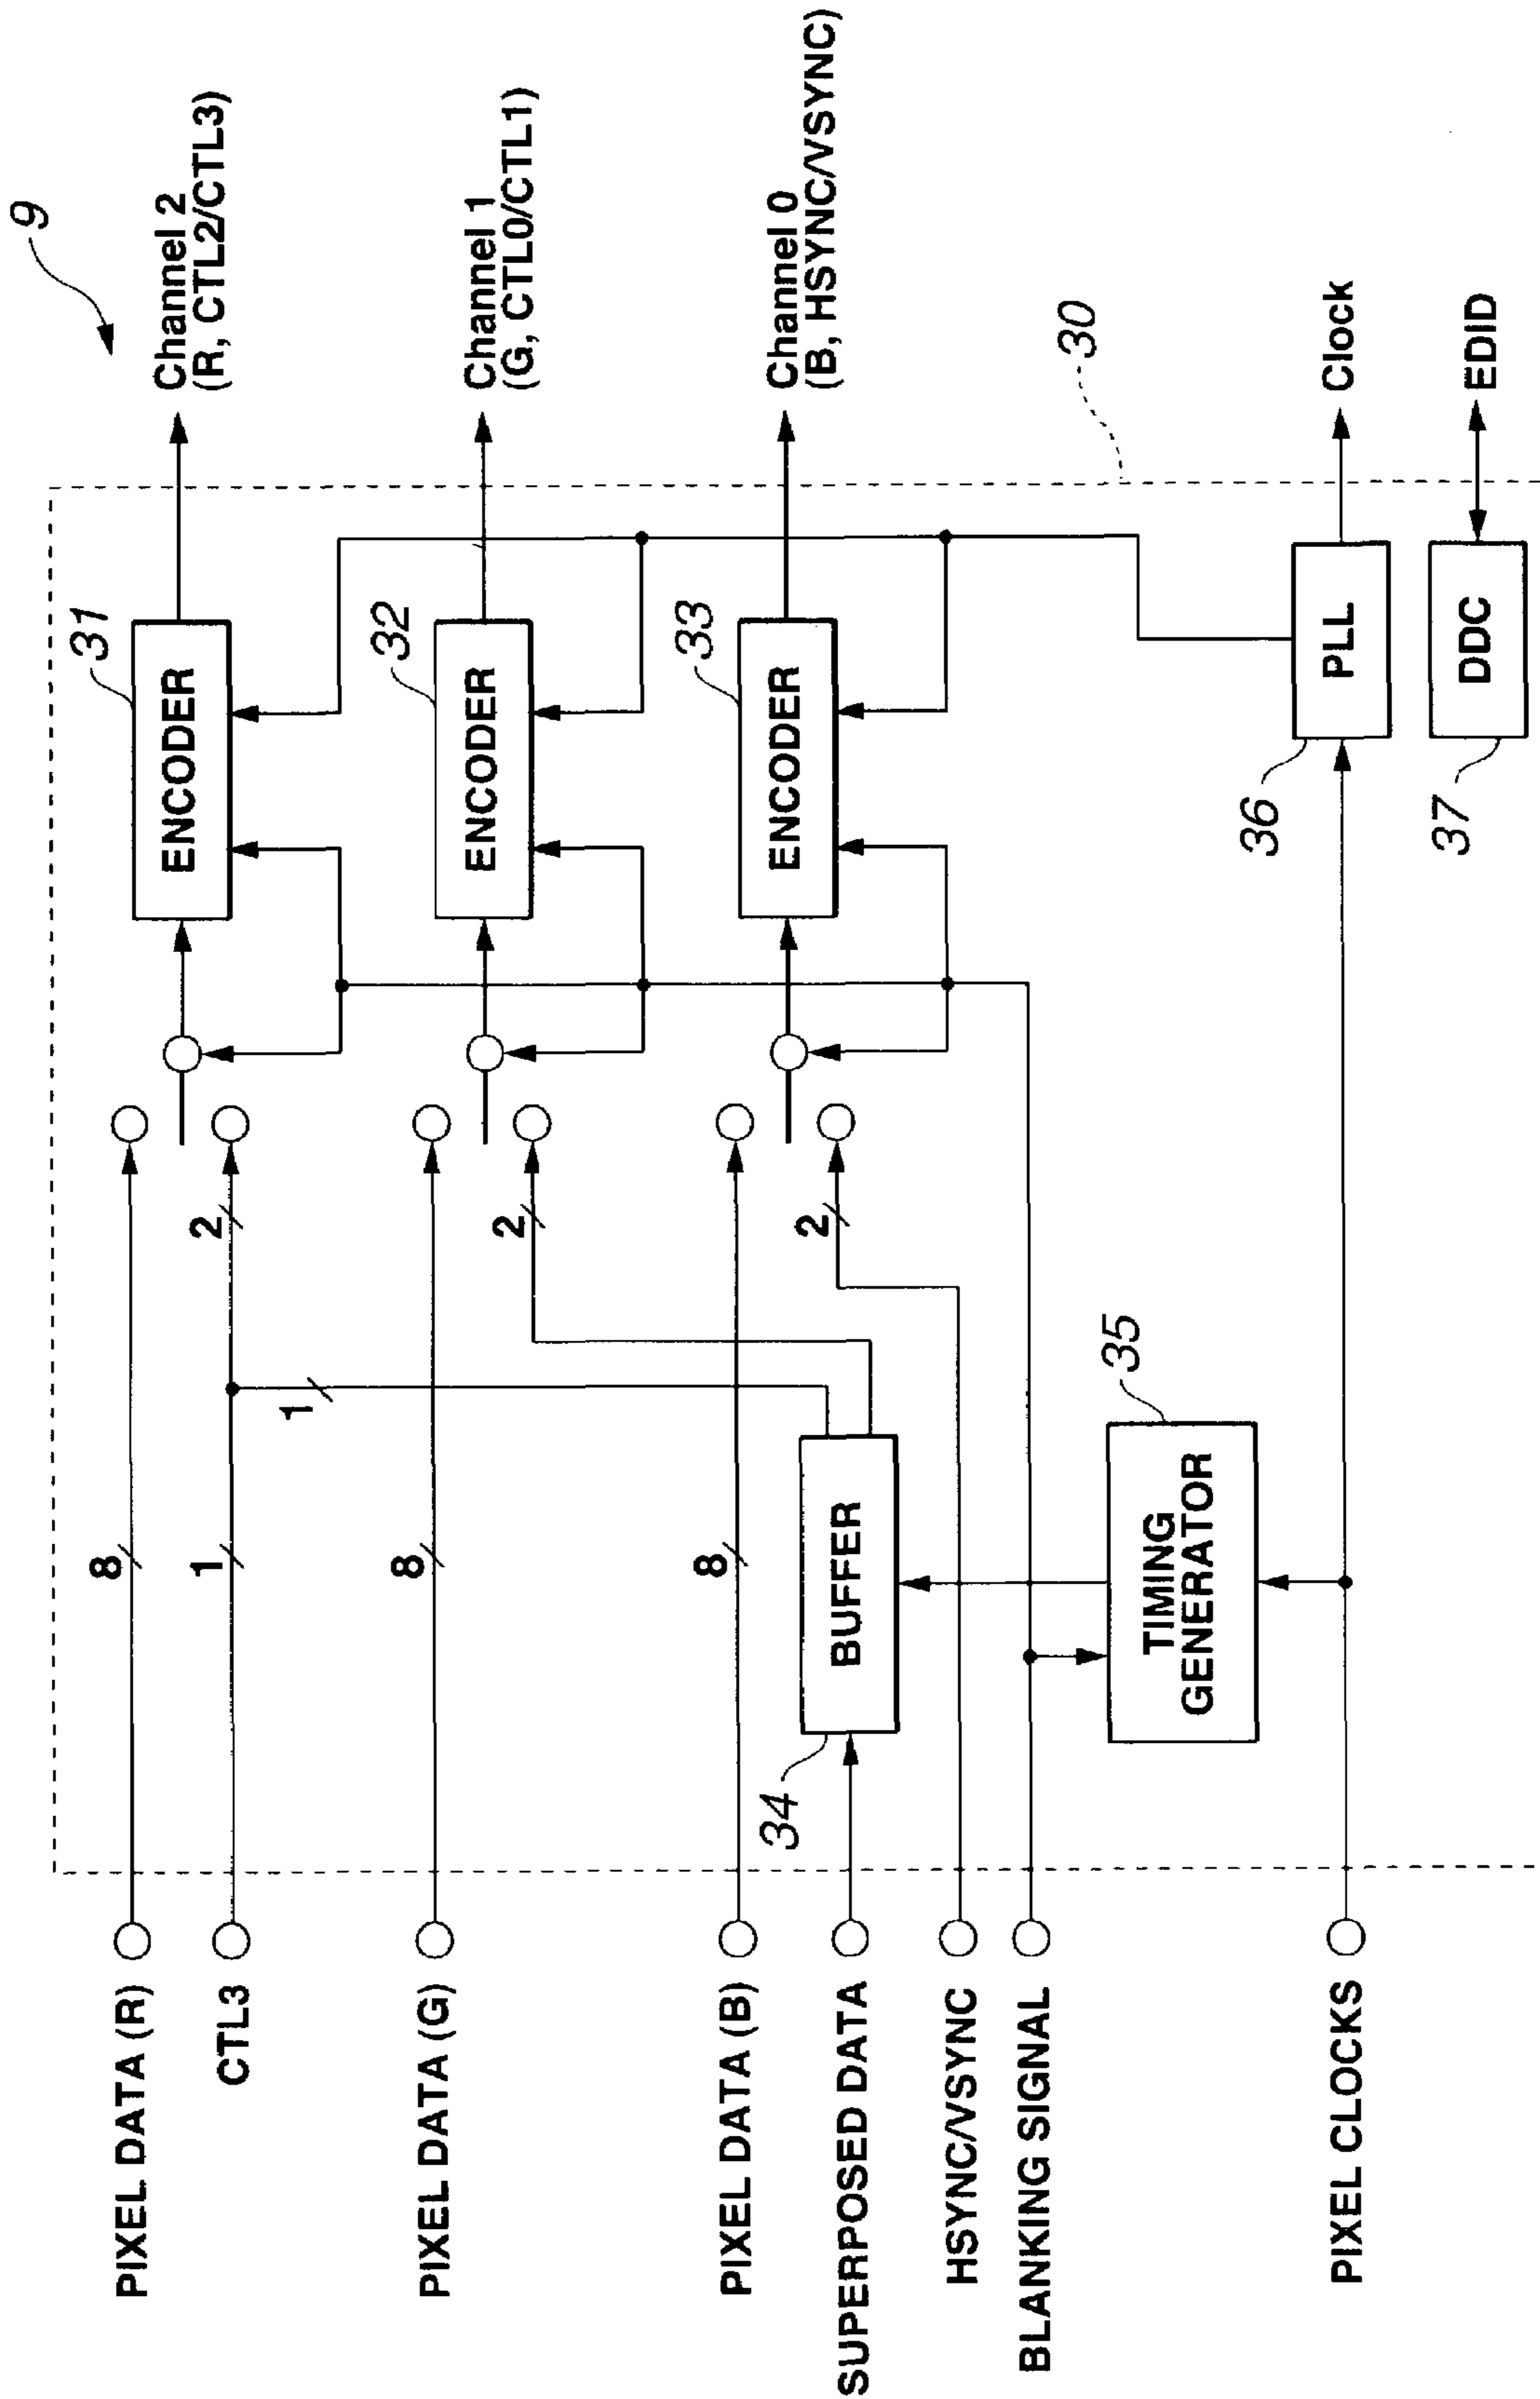 9
PIXEL DATA (R)
8
31
ENCODER
Channel 2
(R, CTL2/CTL3)
CTL3
1
2
1
PIXEL DATA (G)
8
2
32
ENCODER
Channel 1
(G, CTL0/CTL1)
PIXEL DATA (B)
8
2
33
ENCODER
Channel 0
(B, HSYNC/VSYNC)
SUPERPOSED DATA
34
BUFFER
HSYNC/VSYNC
BLANKING SIGNAL
30
35
TIMING
GENERATOR
PIXEL CLOCKS
36
PLL
Clock
37
DDC
EDID